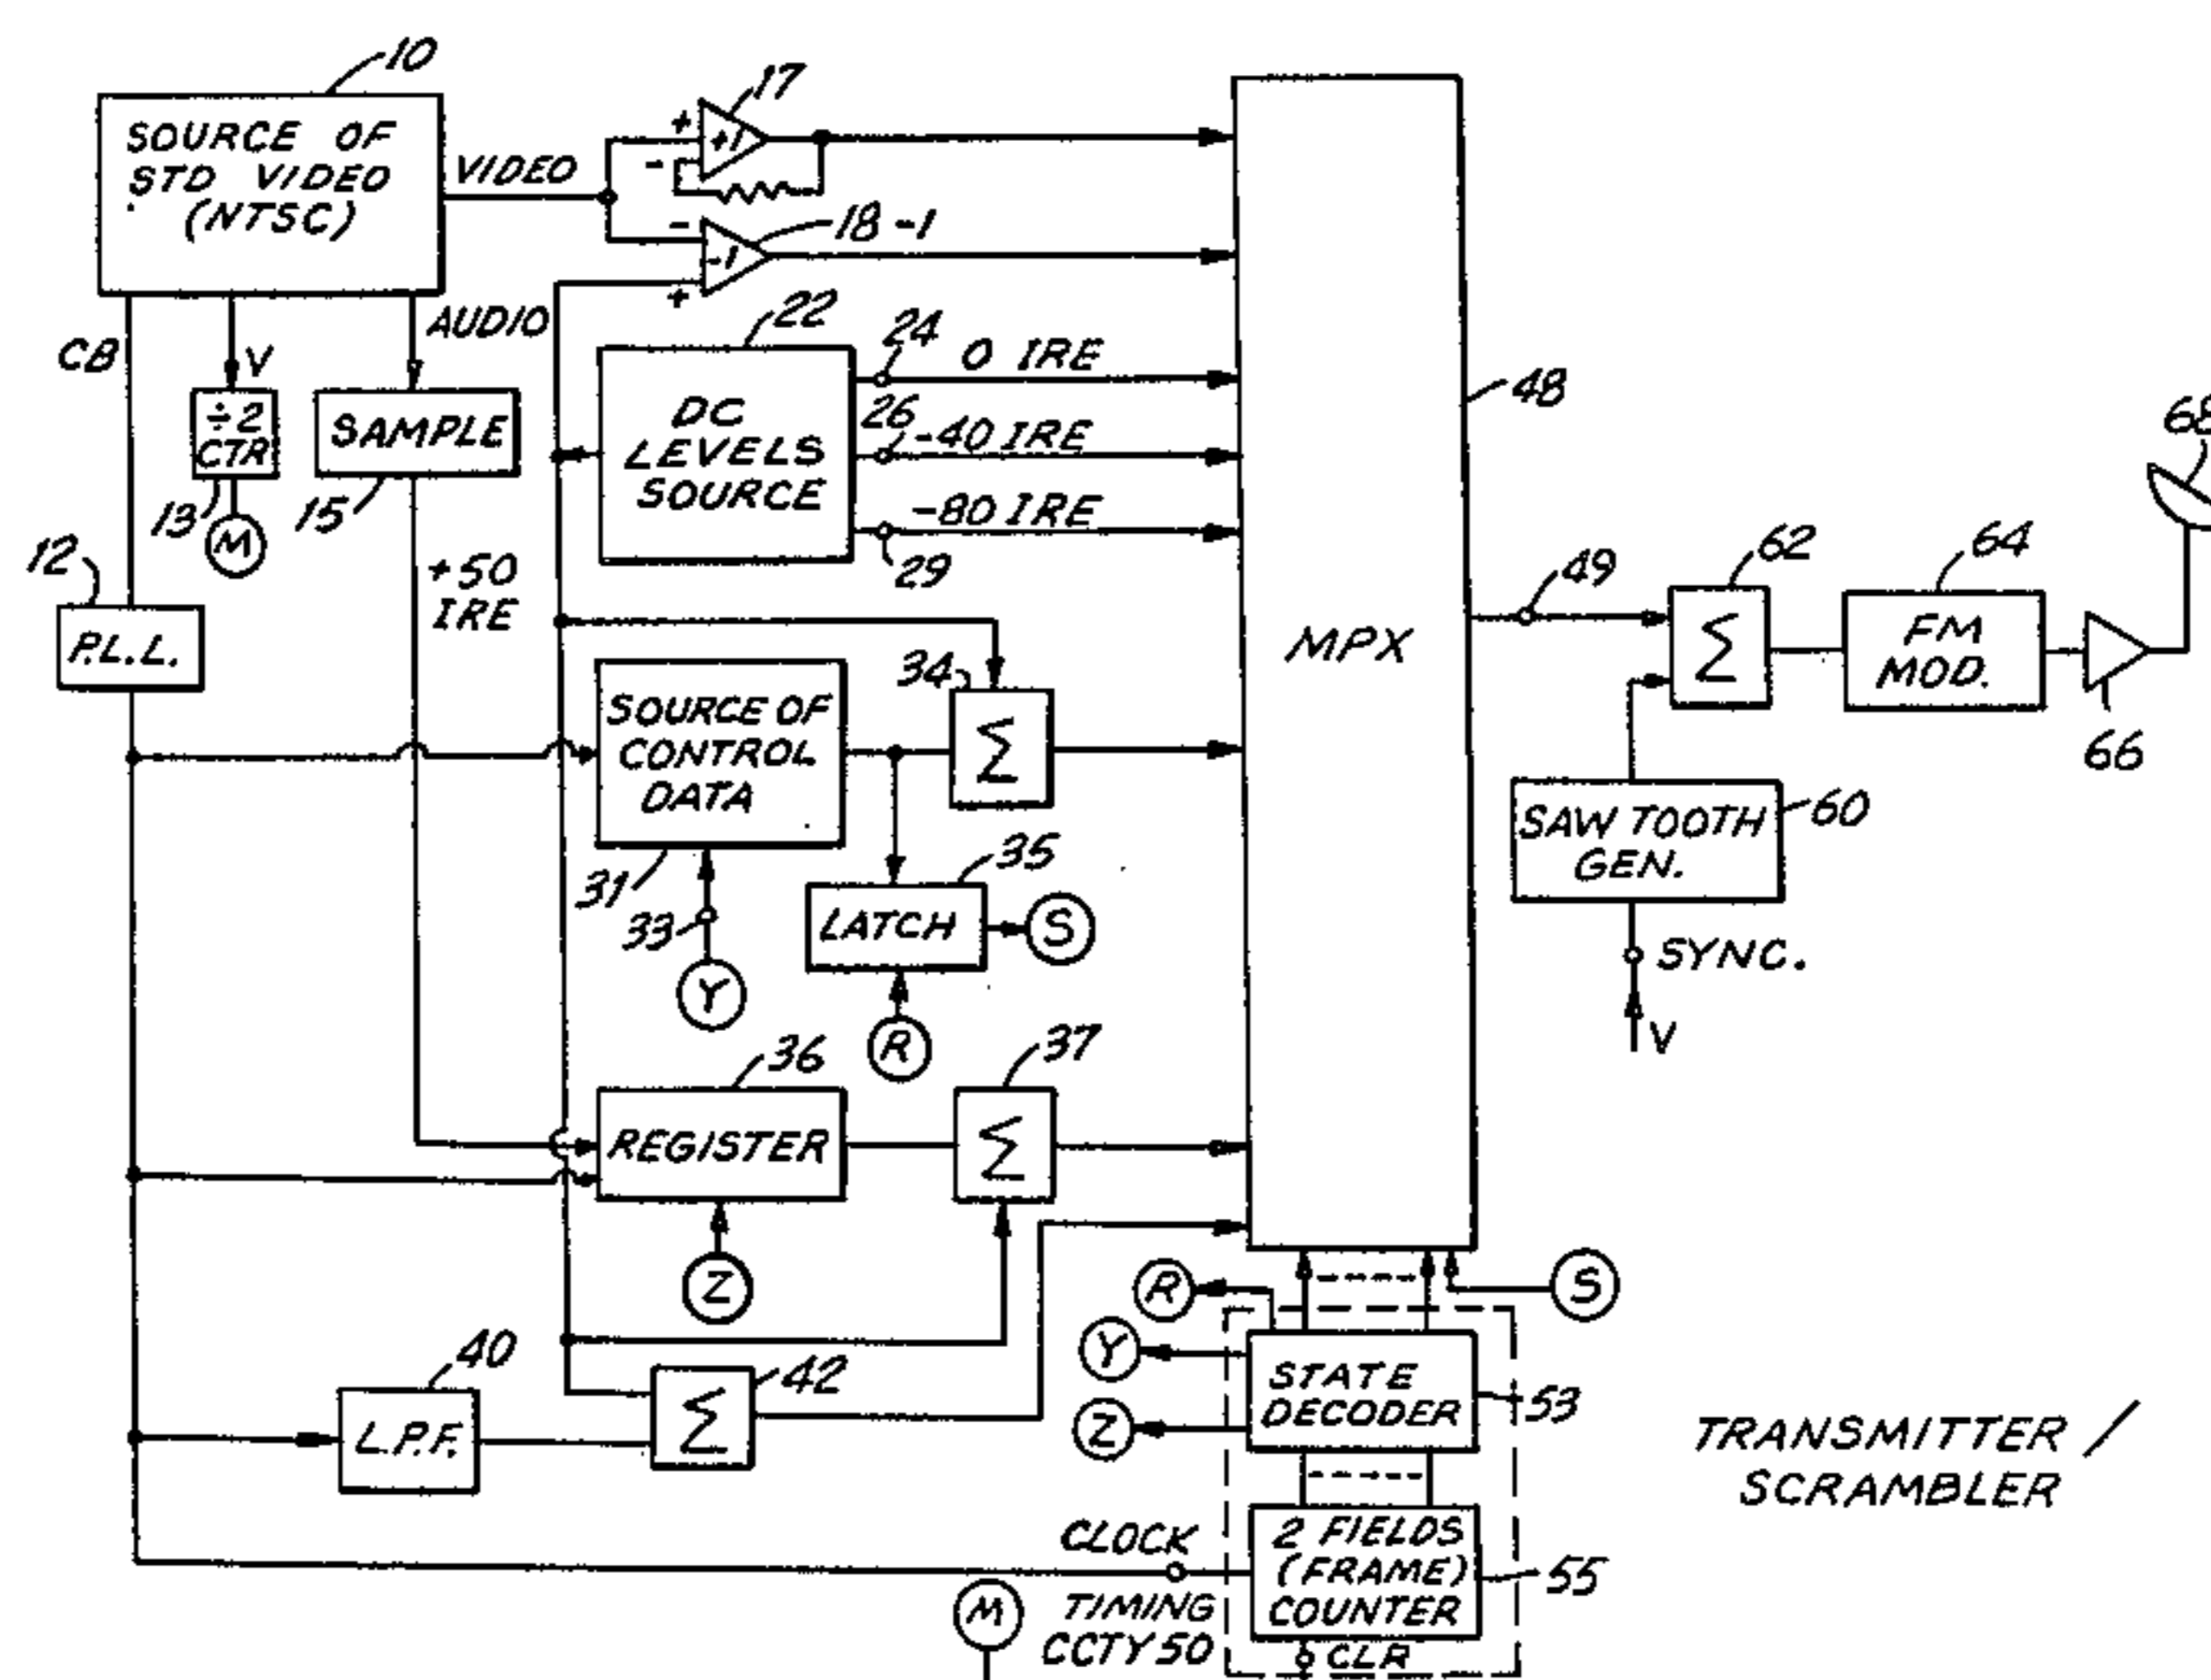 10
SOURCE OF
STD VIDEO
(NTSC)
VIDEO
+
+1
-
17
-
-1
+
18-1
CB
V
AUDIO
÷2
CTR
13
M
SAMPLE
15
+50
IRE
12
P.L.L.
22
DC
LEVELS
SOURCE
24
0 IRE
26
-40 IRE
-80 IRE
29
MPX
48
49
62
Σ
64
FM
MOD.
66
68
SAW TOOTH
GEN.
60
SYNC.
V
SOURCE OF
CONTROL
DATA
31
33
Y
34
Σ
35
LATCH
S
R
36
REGISTER
37
Σ
Z
40
L.P.F.
42
Σ
R
Y
Z
S
STATE
DECODER
53
2 FIELDS
(FRAME)
COUNTER
55
CLOCK
M
TIMING
CCTY 50
CLR
TRANSMITTER /
SCRAMBLER